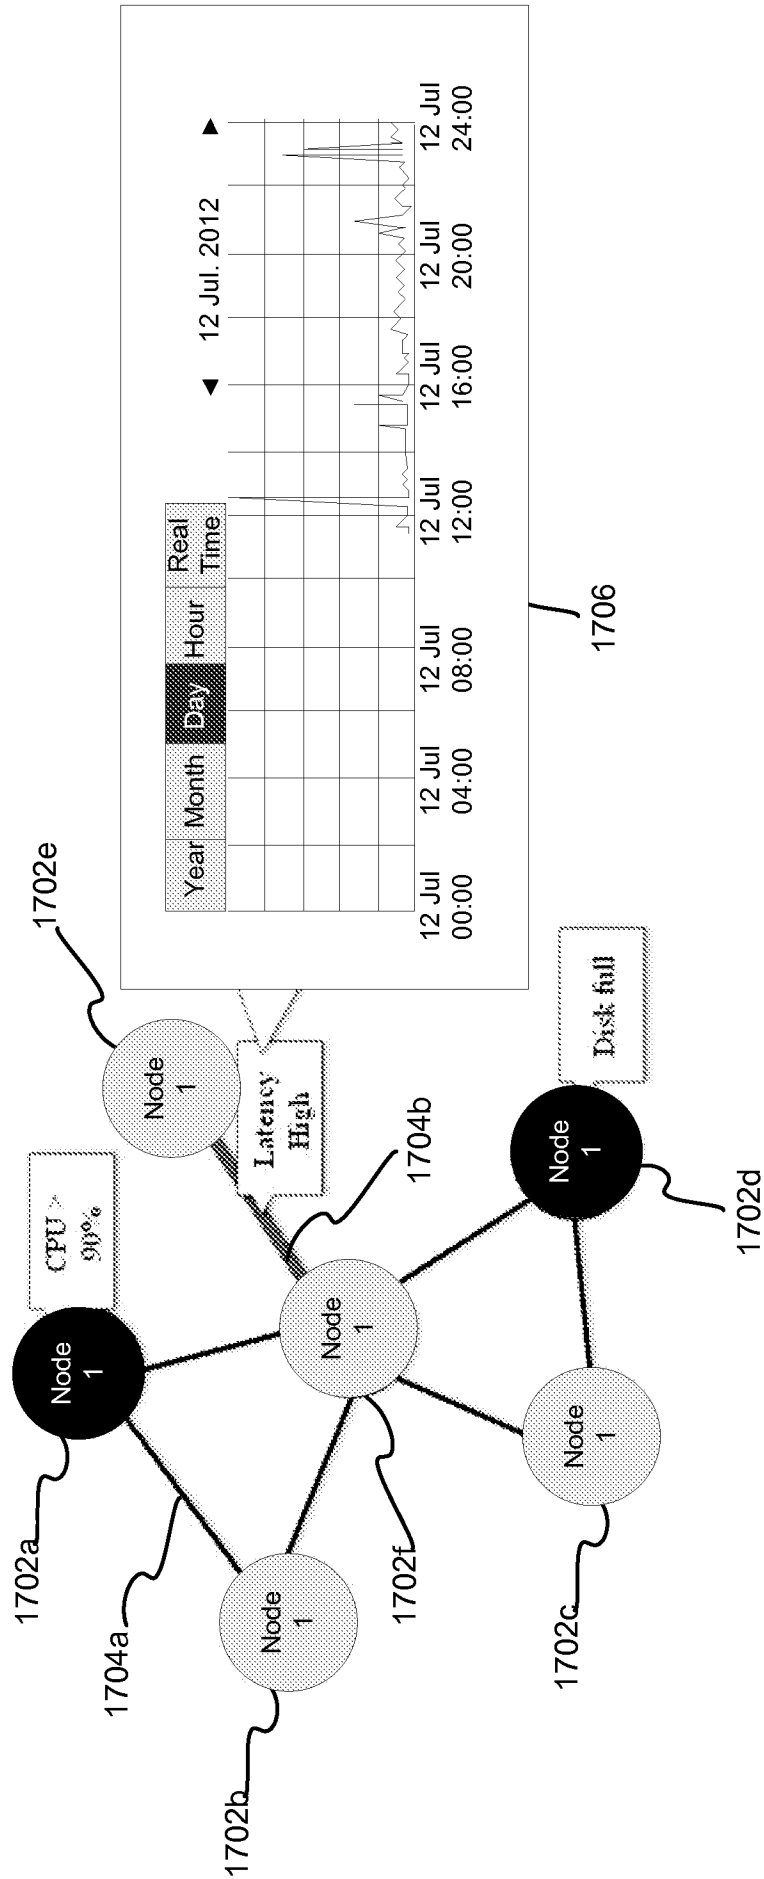 1702a
1704a
1702b
1702f
1702c
1702e
1704b
1702d
1706
Node
1
Node
1
Node
1
Node
1
Node
1
Node
1
CPU >
90%
Latency
High
Disk full
Year
Month
Day
Hour
Real
Time
◀ 12 Jul. 2012 ▶
12 Jul
00:00
12 Jul
04:00
12 Jul
08:00
12 Jul
12:00
12 Jul
16:00
12 Jul
20:00
12 Jul
24:00